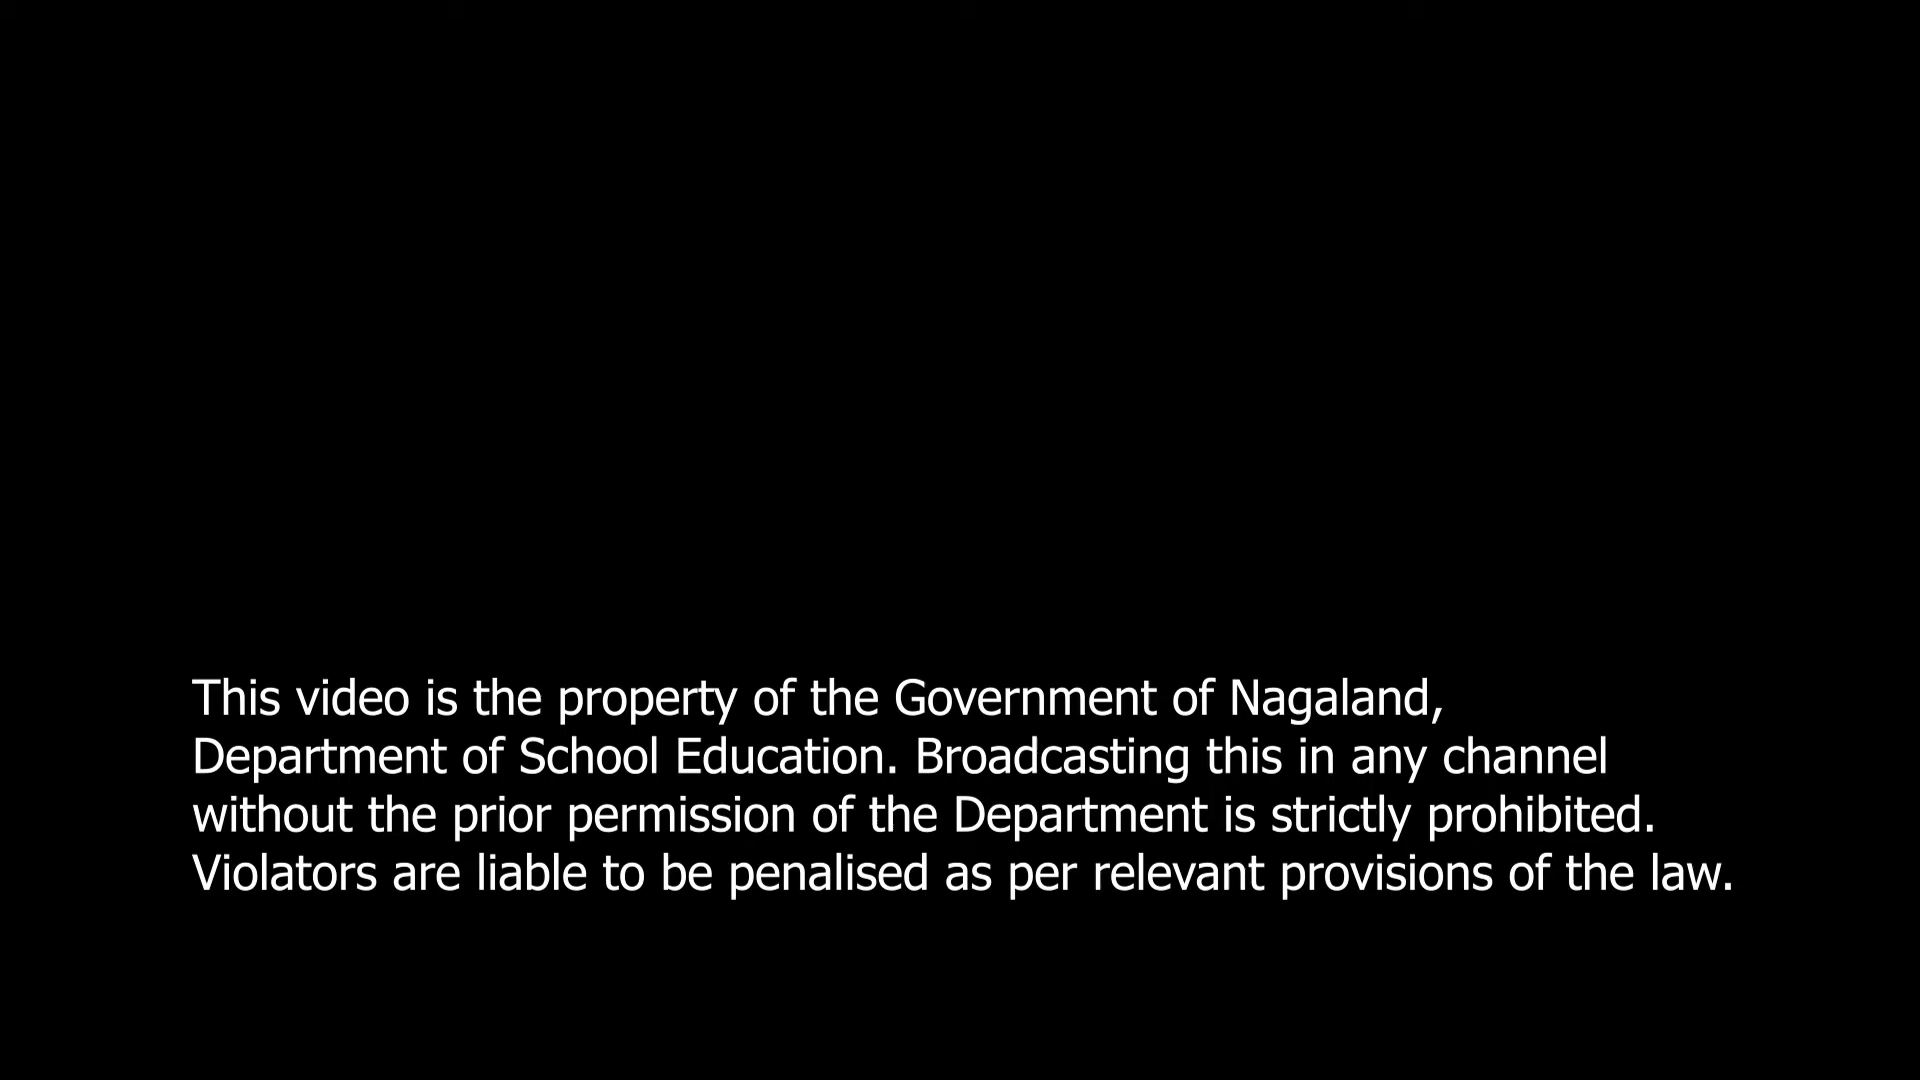 This video is the property of the Government of Nagaland,
Department of School Education. Broadcasting this in any channel
without the prior permission of the Department is strictly prohibited.
Violators are liable to be penalised as per relevant provisions of the law.